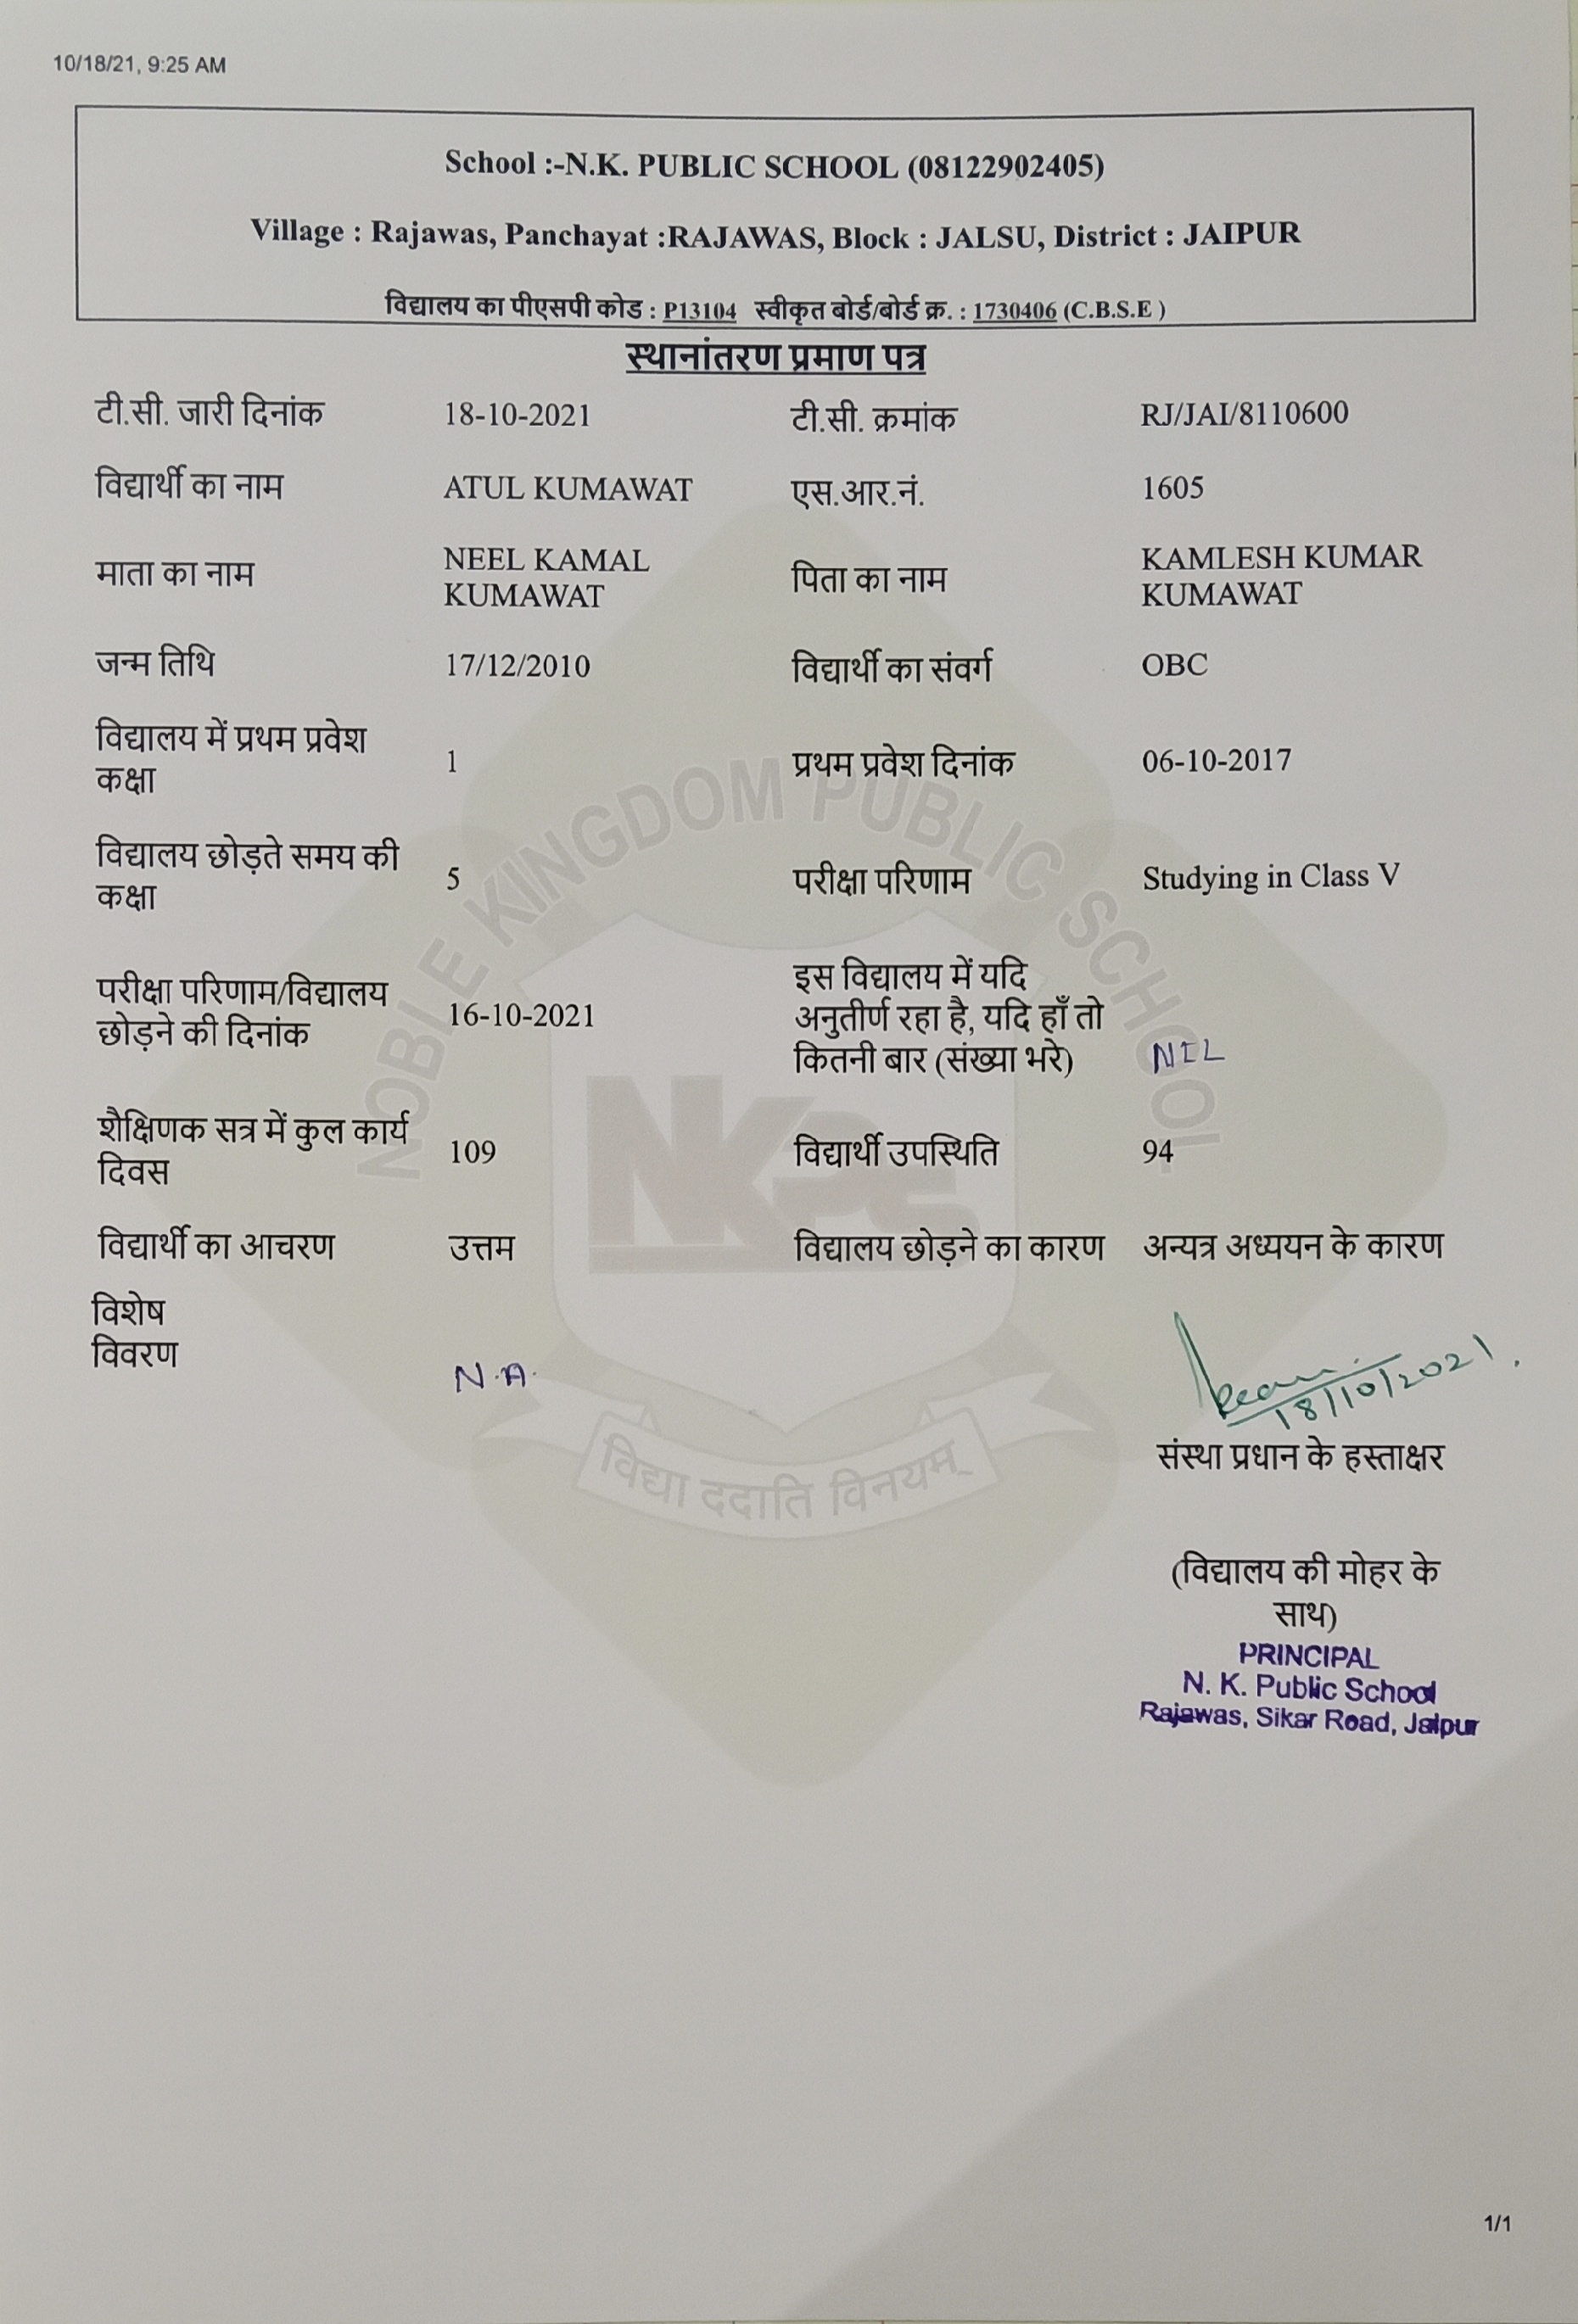 10/18/21, 9:25 AM
School :-N.K. PUBLIC SCHOOL (08122902405)
Village : Rajawas, Panchayat :RAJAWAS, Block : JALSU, District : JAIPUR
विद्यालय का पीएसपी कोड : P13104 स्वीकृत बोर्ड/बोर्ड क्र. : 1730406 (C.B.S.E )
स्थानांतरण प्रमाण पत्र
टी.सी. जारी दिनांक 18-10-2021 टी.सी. क्रमांक RJ/JAI/8110600
विद्यार्थी का नाम ATUL KUMAWAT एस.आर.नं. 1605
माता का नाम NEEL KAMAL
KUMAWAT
पिता का नाम KAMLESH KUMAR
KUMAWAT
जन्म तिथि 17/12/2010 विद्यार्थी का संवर्ग OBC
विद्यालय में प्रथम प्रवेश
कक्षा
1
प्रथम प्रवेश दिनांक 06-10-2017
विद्यालय छोड़ते समय की
कक्षा
5
परीक्षा परिणाम Studying in Class V
परीक्षा परिणाम/विद्यालय
छोड़ने की दिनांक
16-10-2021
इस विद्यालय में यदि
अनुतीर्ण रहा है, यदि हाँ तो
कितनी बार (संख्या भरे) NIL
शैक्षिणक सत्र में कुल कार्य
दिवस
109
विद्यार्थी उपस्थिति 94
विद्यार्थी का आचरण उत्तम विद्यालय छोड़ने का कारण अन्यत्र अध्ययन के कारण
विशेष
विवरण
N.A.
18/10/2021.
संस्था प्रधान के हस्ताक्षर
(विद्यालय की मोहर के
साथ)
PRINCIPAL
N. K. Public School
Rajawas, Sikar Road, Jaipur
NOBLE KINGDOM PUBLIC SCHOOL
NKPS
विद्या ददाति विनयम्
1/1